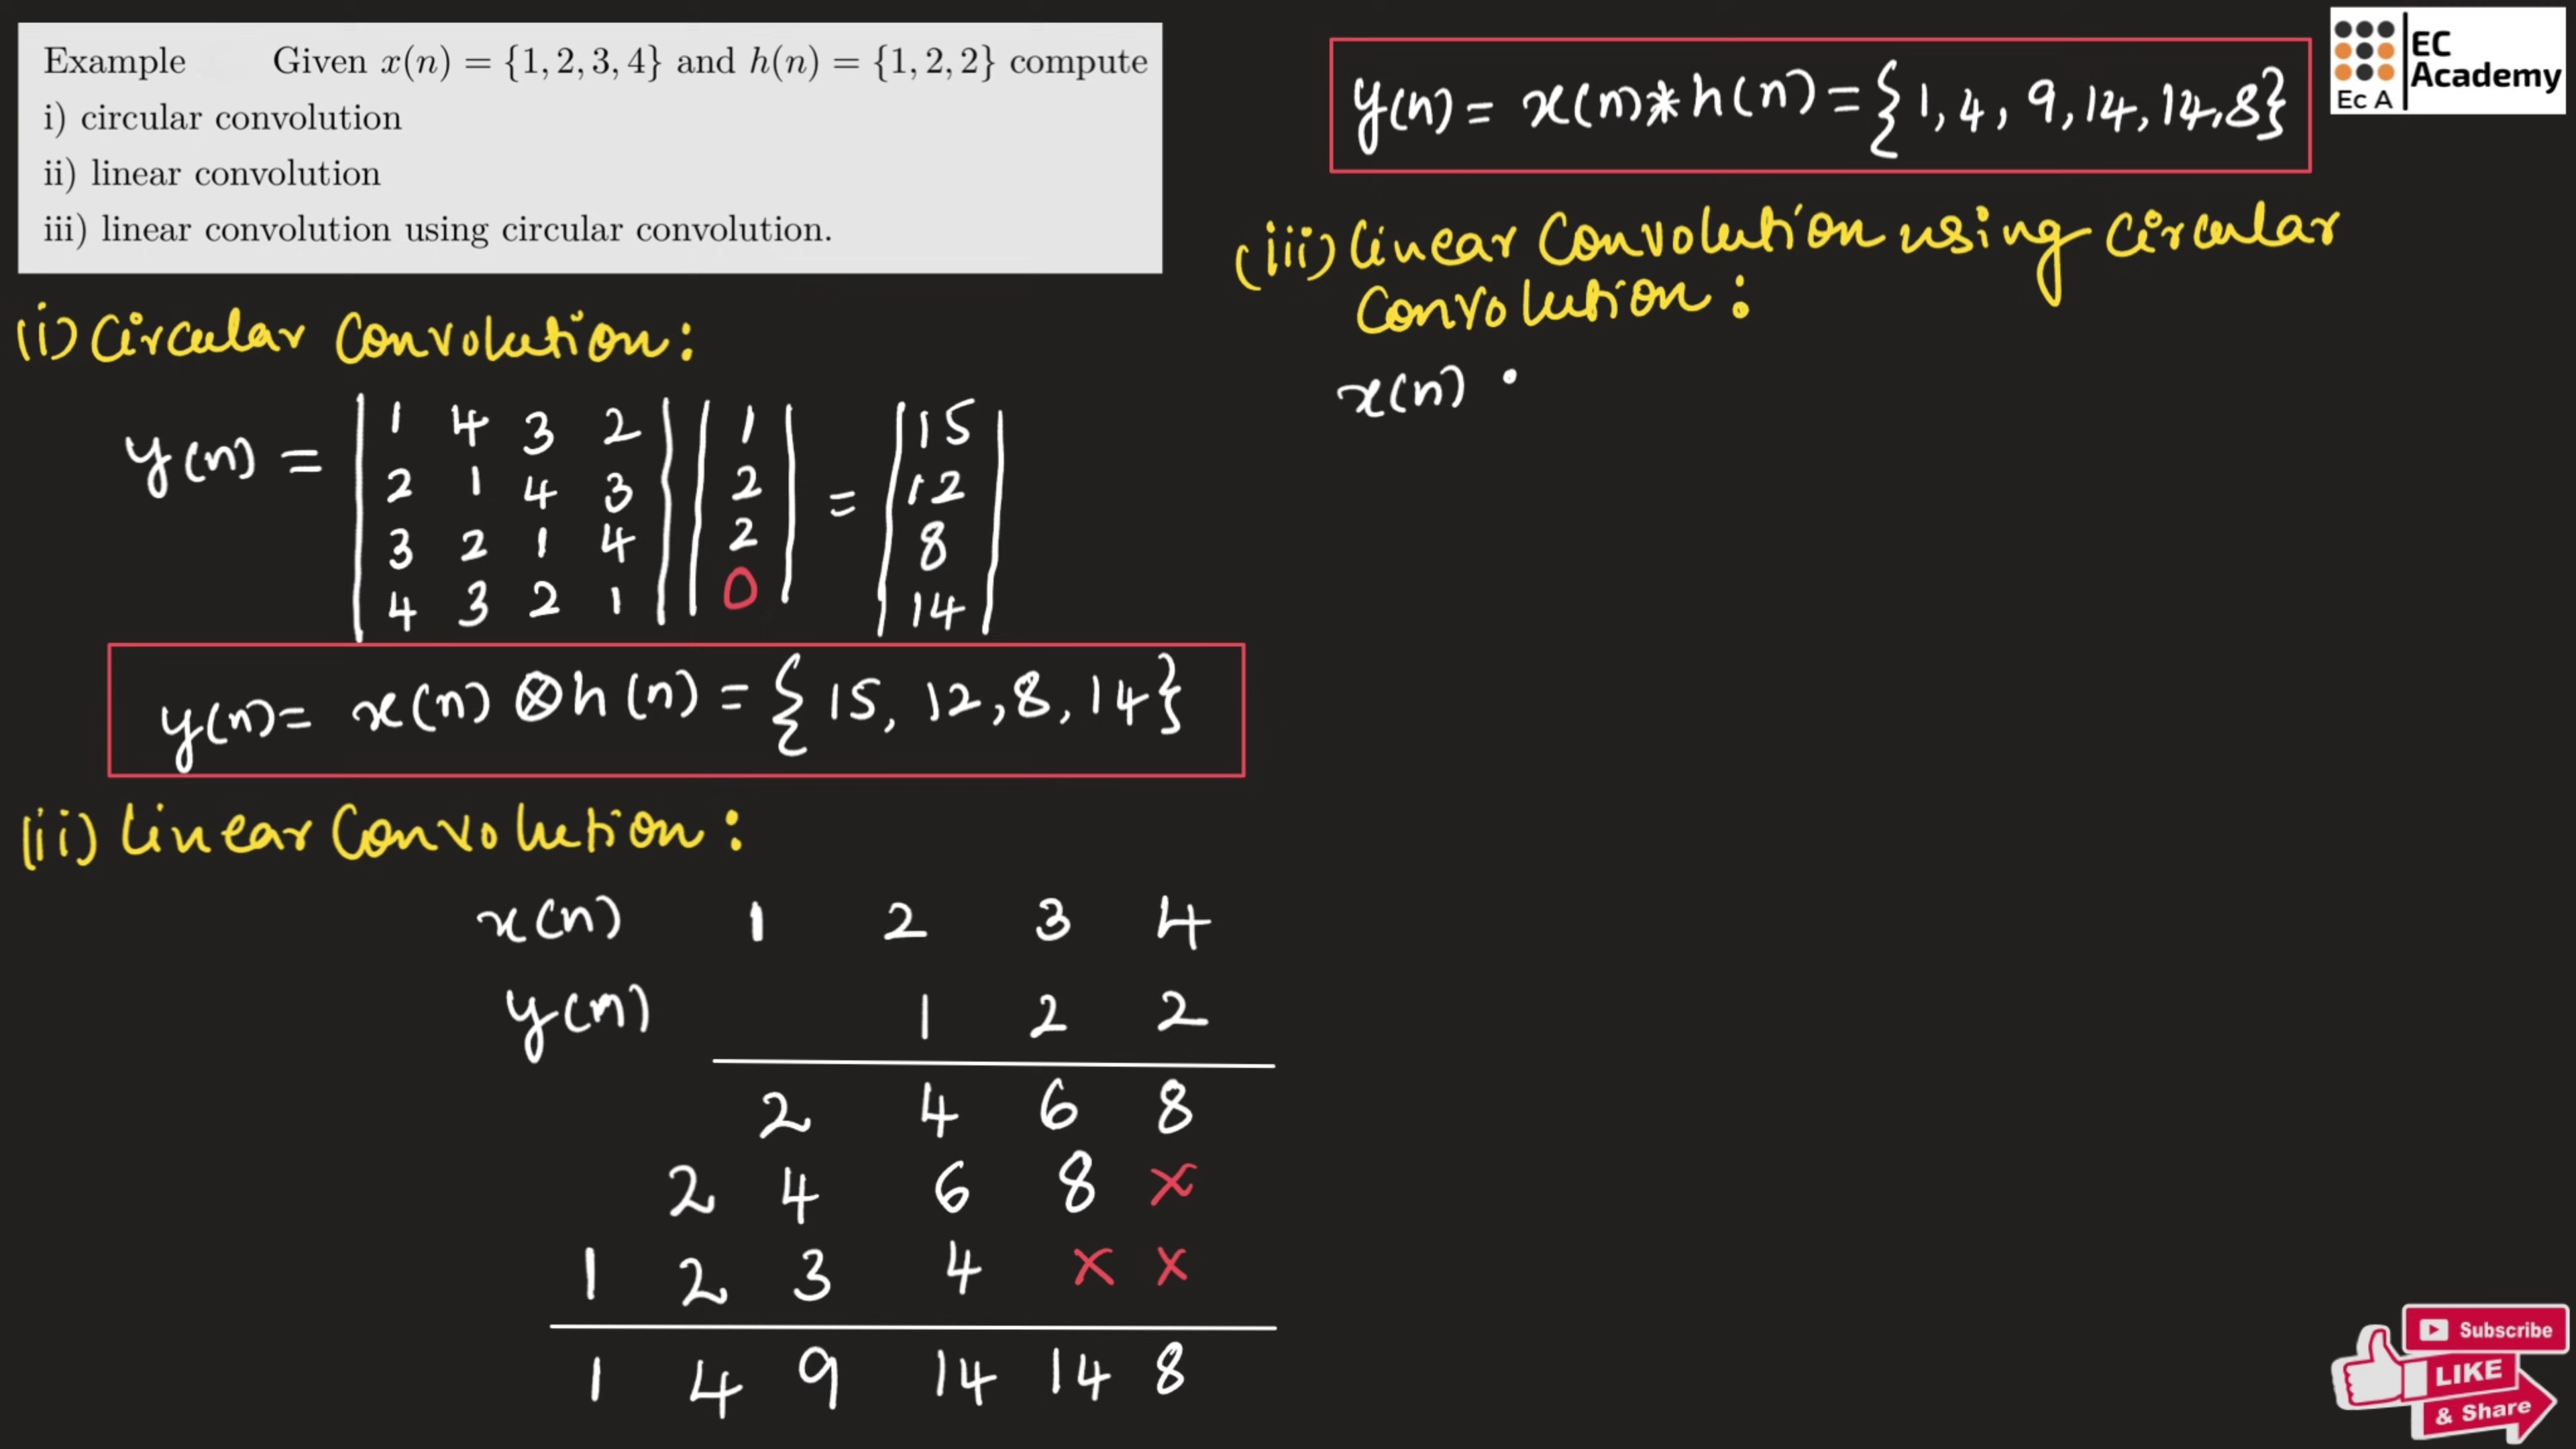 Example Given x(n) = {1, 2, 3, 4} and h(n) = {1, 2, 2} compute
i) circular convolution
ii) linear convolution
iii) linear convolution using circular convolution.
(i) Circular Convolution:
y(n) = | 1 4 3 2 | | 1 | = | 15 |
| 2 1 4 3 | | 2 | | 12 |
| 3 2 1 4 | | 2 | | 8 |
| 4 3 2 1 | | 0 | | 14 |
y(n) = x(n) ⊗ h(n) = {15, 12, 8, 14}
(ii) Linear Convolution:
x(n) 1 2 3 4
y(n) 1 2 2
2 4 6 8
2 4 6 8 ×
1 2 3 4 × ×
1 4 9 14 14 8
y(n) = x(n) * h(n) = {1, 4, 9, 14, 14, 8}
(iii) Linear Convolution using Circular
Convolution:
x(n)
EC
Academy
Ec A
Subscribe
LIKE
& Share